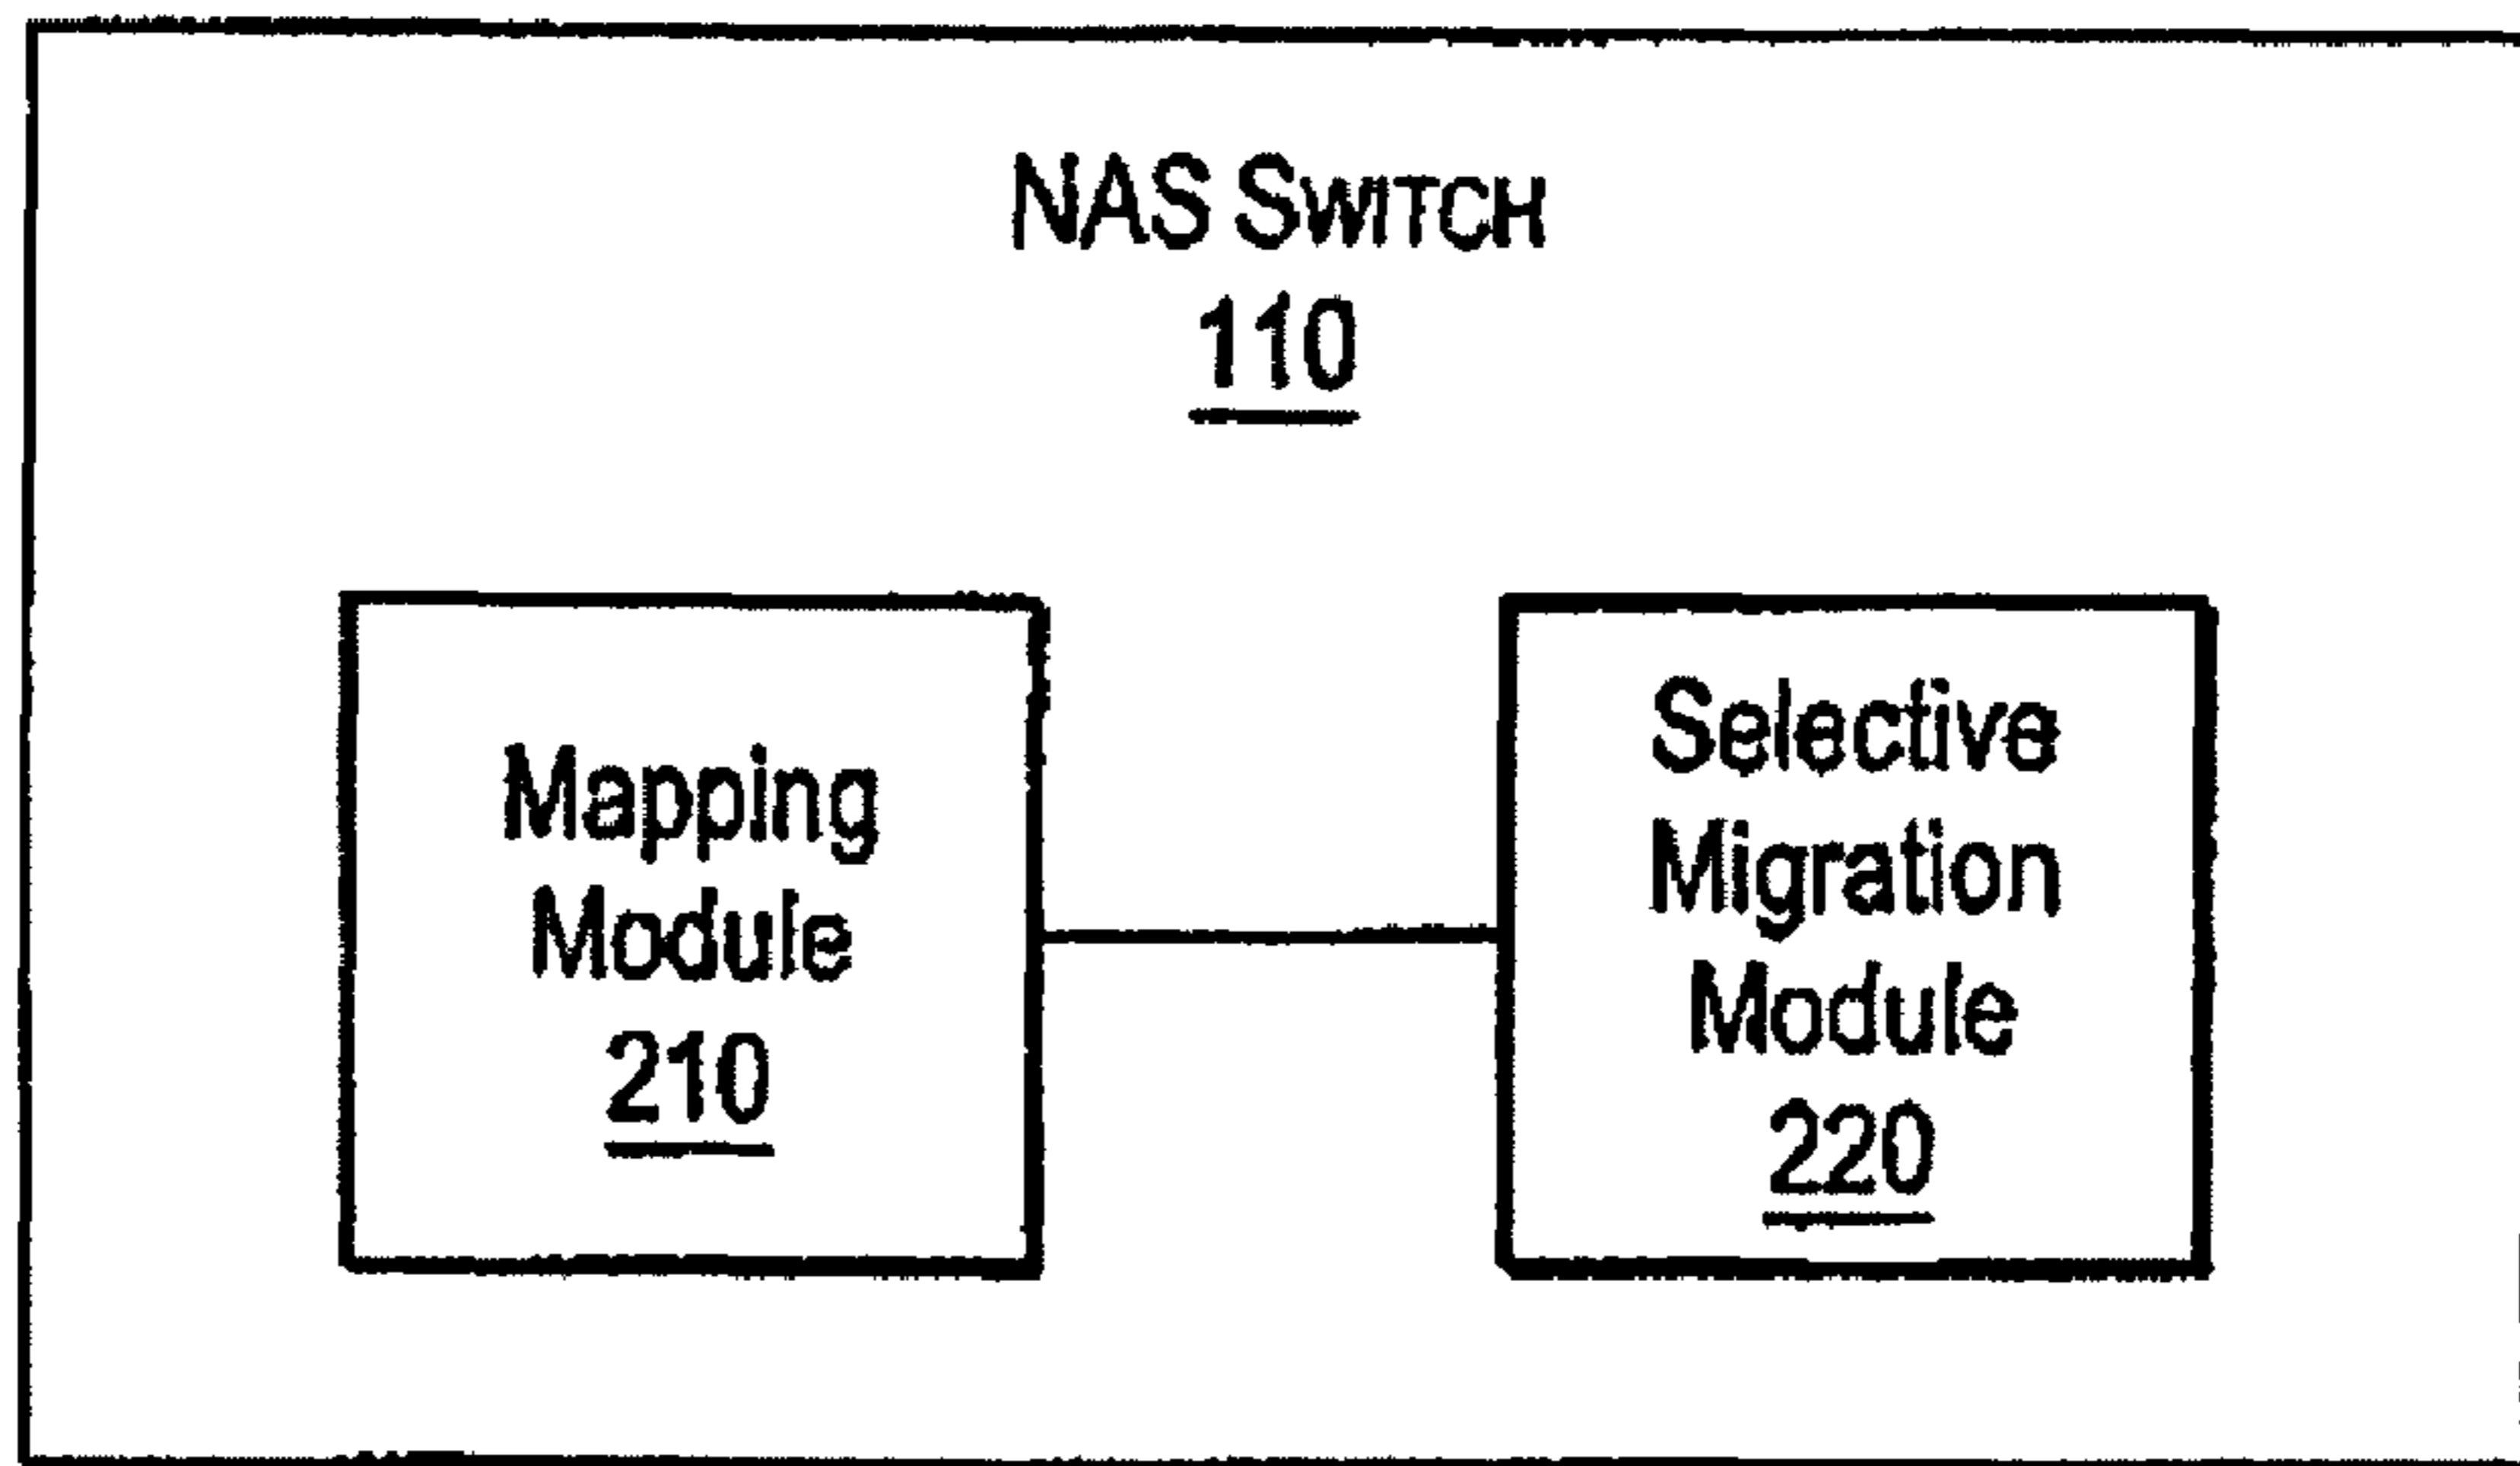 NAS SWITCH
110
Mapping
Module
210
Selective
Migration
Module
220